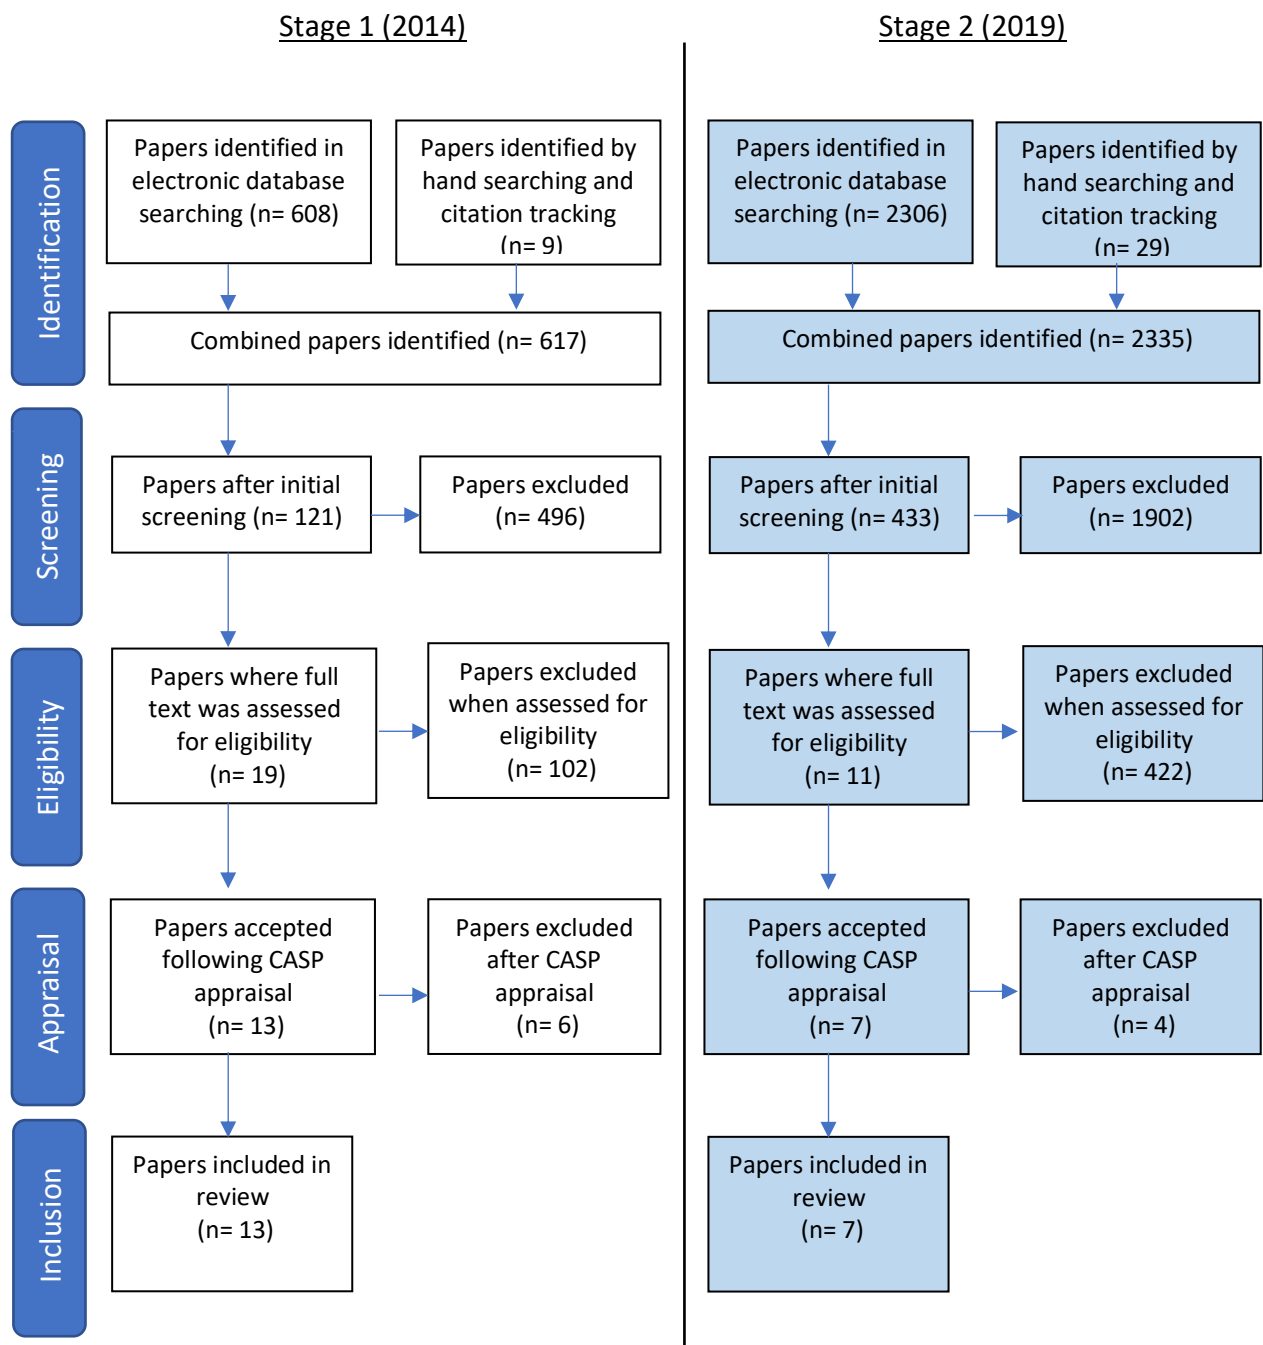 Stage 1 (2014)
Stage 2 (2019)
Identification
Papers identified in
electronic database
searching (n= 608)
Papers identified by
hand searching and
citation tracking
(n= 9)
Papers identified in
electronic database
searching (n= 2306)
Papers identified by
hand searching and
citation tracking
(n= 29)
Combined papers identified (n= 617)
Combined papers identified (n= 2335)
Screening
Papers after initial
screening (n= 121)
Papers excluded
(n= 496)
Papers after initial
screening (n= 433)
Papers excluded
(n= 1902)
Eligibility
Papers where full
text was assessed
for eligibility
(n= 19)
Papers excluded
when assessed for
eligibility
(n= 102)
Papers where full
text was assessed
for eligibility
(n= 11)
Papers excluded
when assessed for
eligibility
(n= 422)
Appraisal
Papers accepted
following CASP
appraisal
(n= 13)
Papers excluded
after CASP
appraisal
(n= 6)
Papers accepted
following CASP
appraisal
(n= 7)
Papers excluded
after CASP
appraisal
(n= 4)
Inclusion
Papers included in
review
(n= 13)
Papers included in
review
(n= 7)